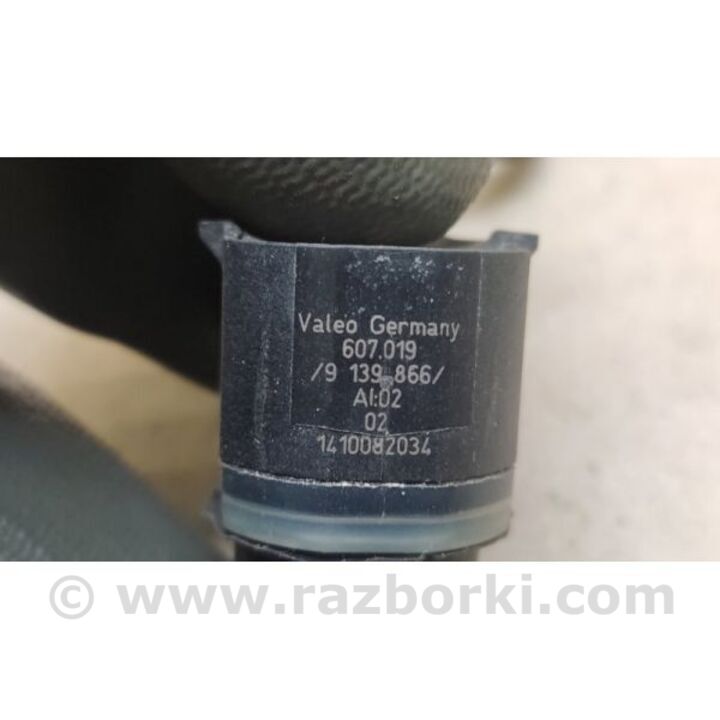 Valeo Germany
607.019
/9 139 866/
AI:02
02
1410082034
© www.razborki.com